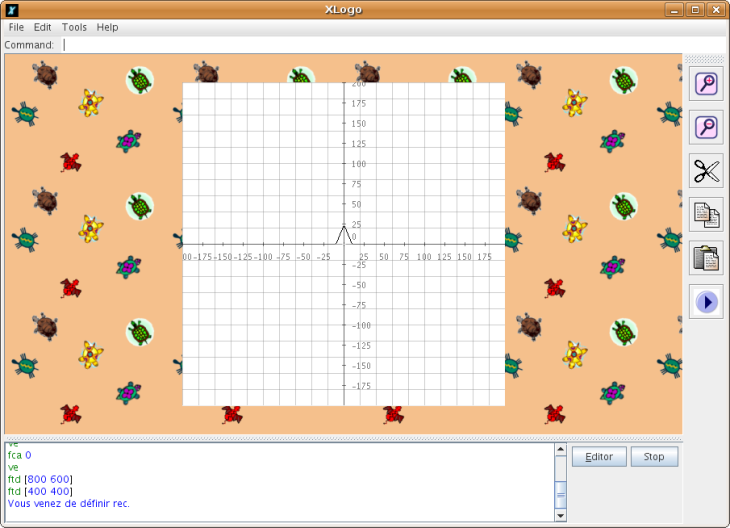 XLogo
File Edit Tools Help
Command:
200
175
150
125
100
75
50
25
0
00-175-150-125-100-75 -50 -25 25 50 75 100 125 150 175
-25
-50
-75
-100
-125
-150
-175
ve
fca 0
ve
ftd [800 600]
ftd [400 400]
Vous venez de définir rec.
Editor Stop